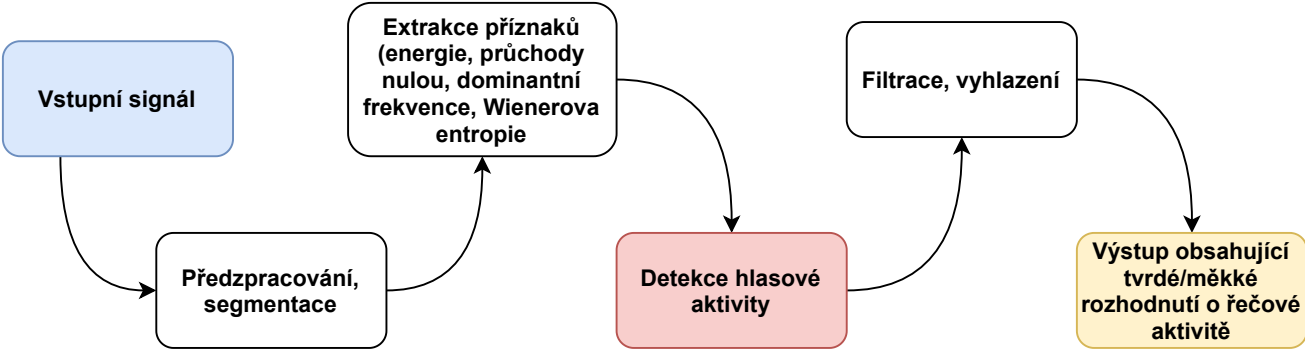 Vstupní signál
Předzpracování,
segmentace
Extrakce příznaků
(energie, průchody
nulou, dominantní
frekvence, Wienerova
entropie
Detekce hlasové
aktivity
Filtrace, vyhlazení
Výstup obsahující
tvrdé/měkké
rozhodnutí o řečové
aktivitě